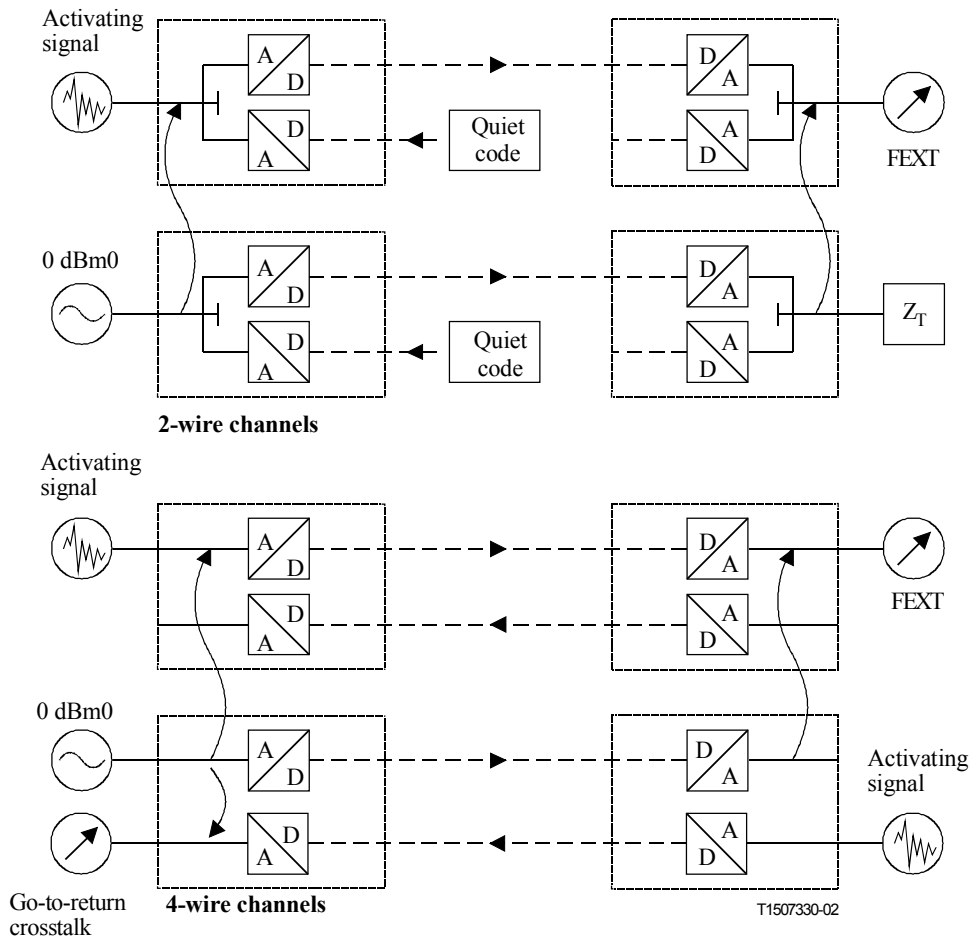 Activating
signal
A
D
D
A
D
A
Quiet
code
A
D
FEXT
0 dBm0
A
D
D
A
Z_T
D
A
Quiet
code
A
D
2-wire channels
Activating
signal
A
D
D
A
FEXT
D
A
A
D
0 dBm0
A
D
D
A
Activating
signal
D
A
A
D
Go-to-return
crosstalk
4-wire channels
T1507330-02